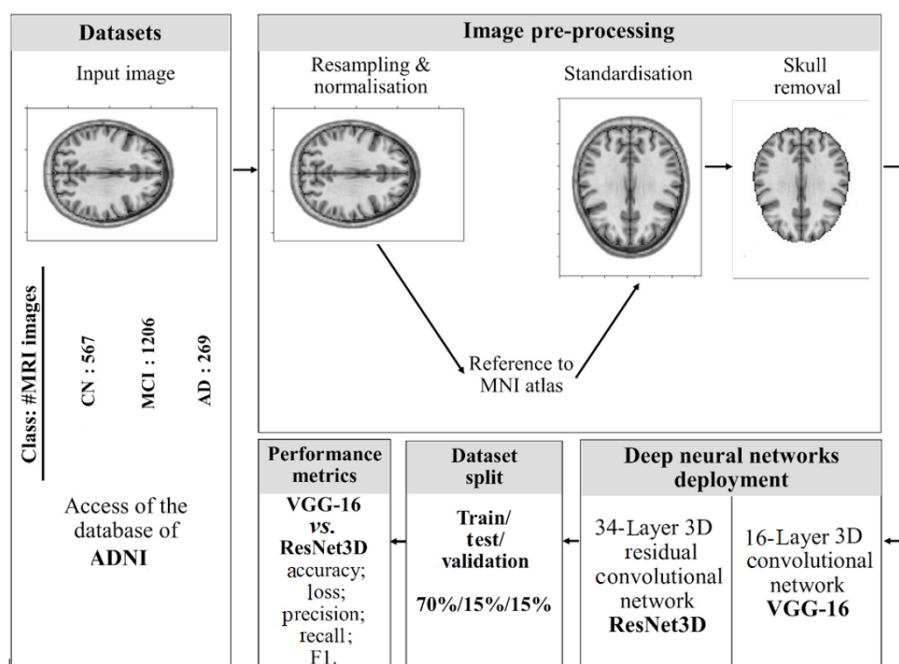 Datasets
Input image
Class: #MRI images
CN : 567
MCI : 1206
AD : 269
Access of the
database of
ADNI
Image pre-processing
Resampling &
normalisation
Standardisation
Skull
removal
Reference to
MNI atlas
Deep neural networks
deployment
34-Layer 3D
residual
convolutional
network
ResNet3D
16-Layer 3D
convolutional
network
VGG-16
Dataset
split
Train/
test/
validation
70%/15%/15%
Performance
metrics
VGG-16
vs.
ResNet3D
accuracy;
loss;
precision;
recall;
F1.